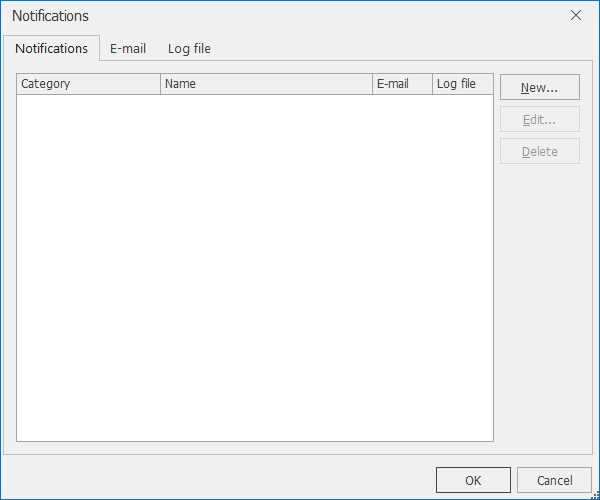 Notifications
Notifications E-mail Log file
Category Name E-mail Log file
New...
Edit...
Delete
OK Cancel